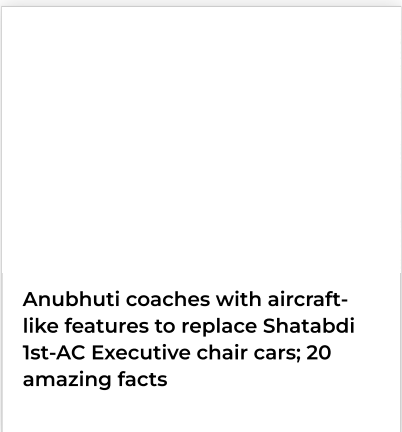 Anubhuti coaches with aircraft-
like features to replace Shatabdi
1st-AC Executive chair cars; 20
amazing facts